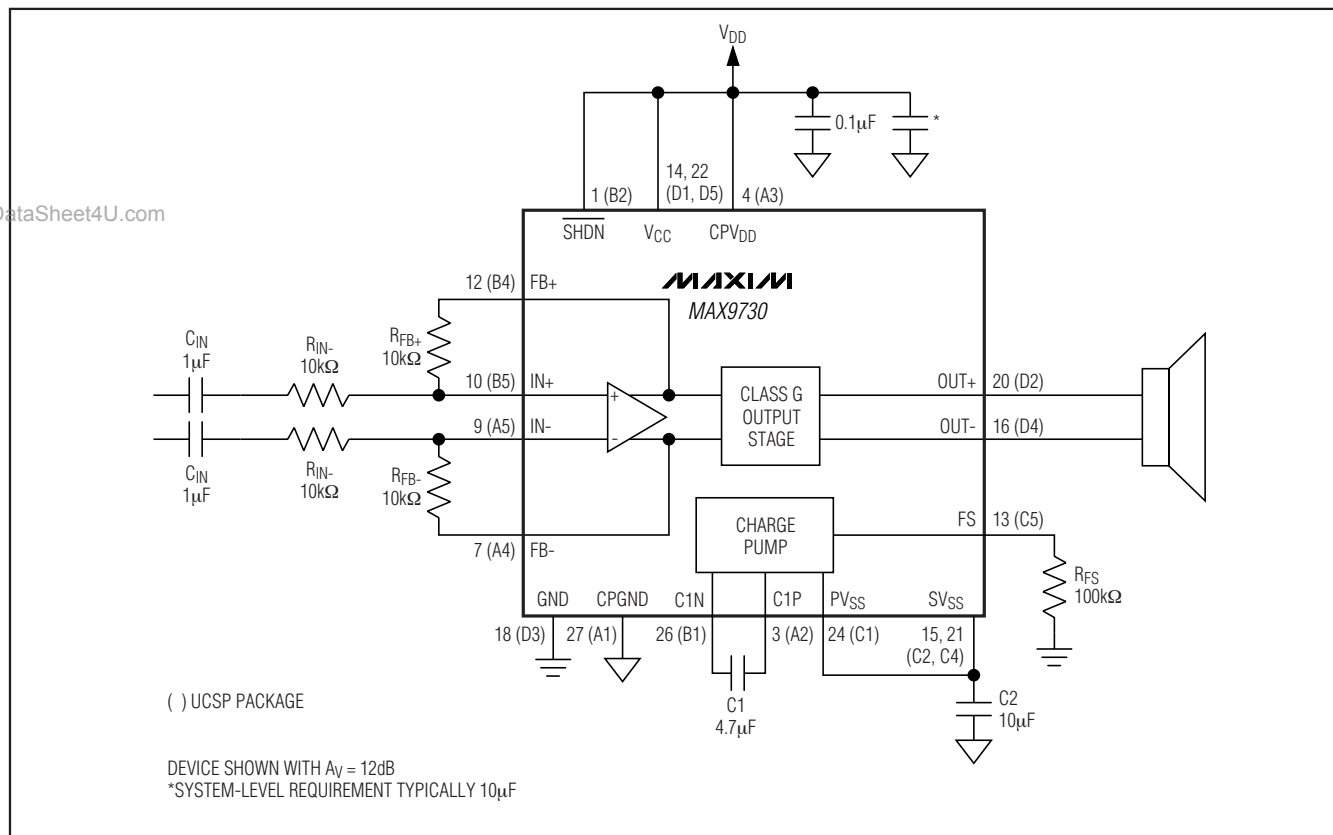 VDD
0.1µF
*
14, 22
(D1, D5)
1 (B2)
4 (A3)
DataSheet4U.com
SHDN
VCC
CPVDD
12 (B4)
FB+
MAXIM
MAX9730
CIN
1µF
RIN-
10kΩ
RFB+
10kΩ
10 (B5)
IN+
+
CLASS G
OUTPUT
STAGE
OUT+
20 (D2)
9 (A5)
IN-
-
OUT-
16 (D4)
CIN
1µF
RIN-
10kΩ
RFB-
10kΩ
7 (A4)
FB-
CHARGE
PUMP
FS
13 (C5)
RFS
100kΩ
GND
CPGND
C1N
C1P
PVSS
SVSS
18 (D3)
27 (A1)
26 (B1)
3 (A2)
24 (C1)
15, 21
(C2, C4)
C1
4.7µF
C2
10µF
( ) UCSP PACKAGE
DEVICE SHOWN WITH AV = 12dB
*SYSTEM-LEVEL REQUIREMENT TYPICALLY 10µF